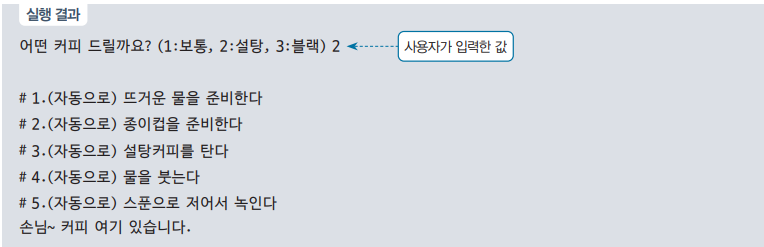 실행 결과
어떤 커피 드릴까요? (1:보통, 2:설탕, 3:블랙) 2 사용자가 입력한 값
# 1.(자동으로) 뜨거운 물을 준비한다
# 2.(자동으로) 종이컵을 준비한다
# 3.(자동으로) 설탕커피를 탄다
# 4.(자동으로) 물을 붓는다
# 5.(자동으로) 스푼으로 저어서 녹인다
손님~ 커피 여기 있습니다.